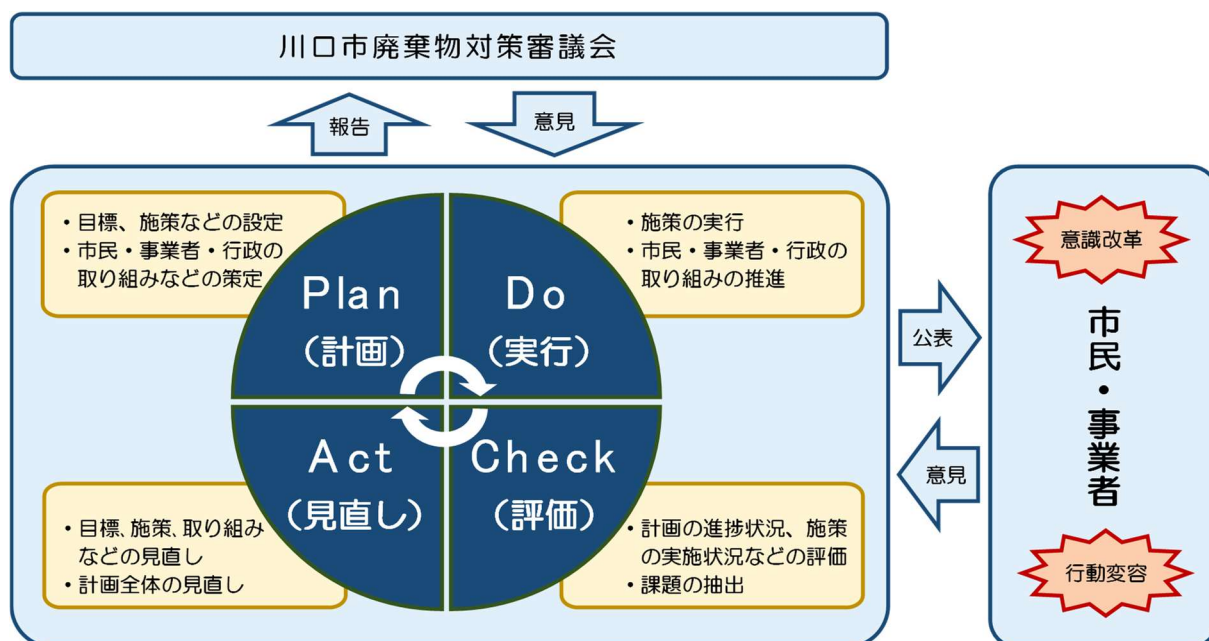 川口市廃棄物対策審議会
報告
意見
・目標、施策などの設定
・市民・事業者・行政の
取り組みなどの策定
Plan
(計画)
・施策の実行
・市民・事業者・行政の
取り組みの推進
Do
(実行)
Act
(見直し)
・目標、施策、取り組み
などの見直し
・計画全体の見直し
Check
(評価)
・計画の進捗状況、施策
の実施状況などの評価
・課題の抽出
公表
意見
意識改革
市民・事業者
行動変容